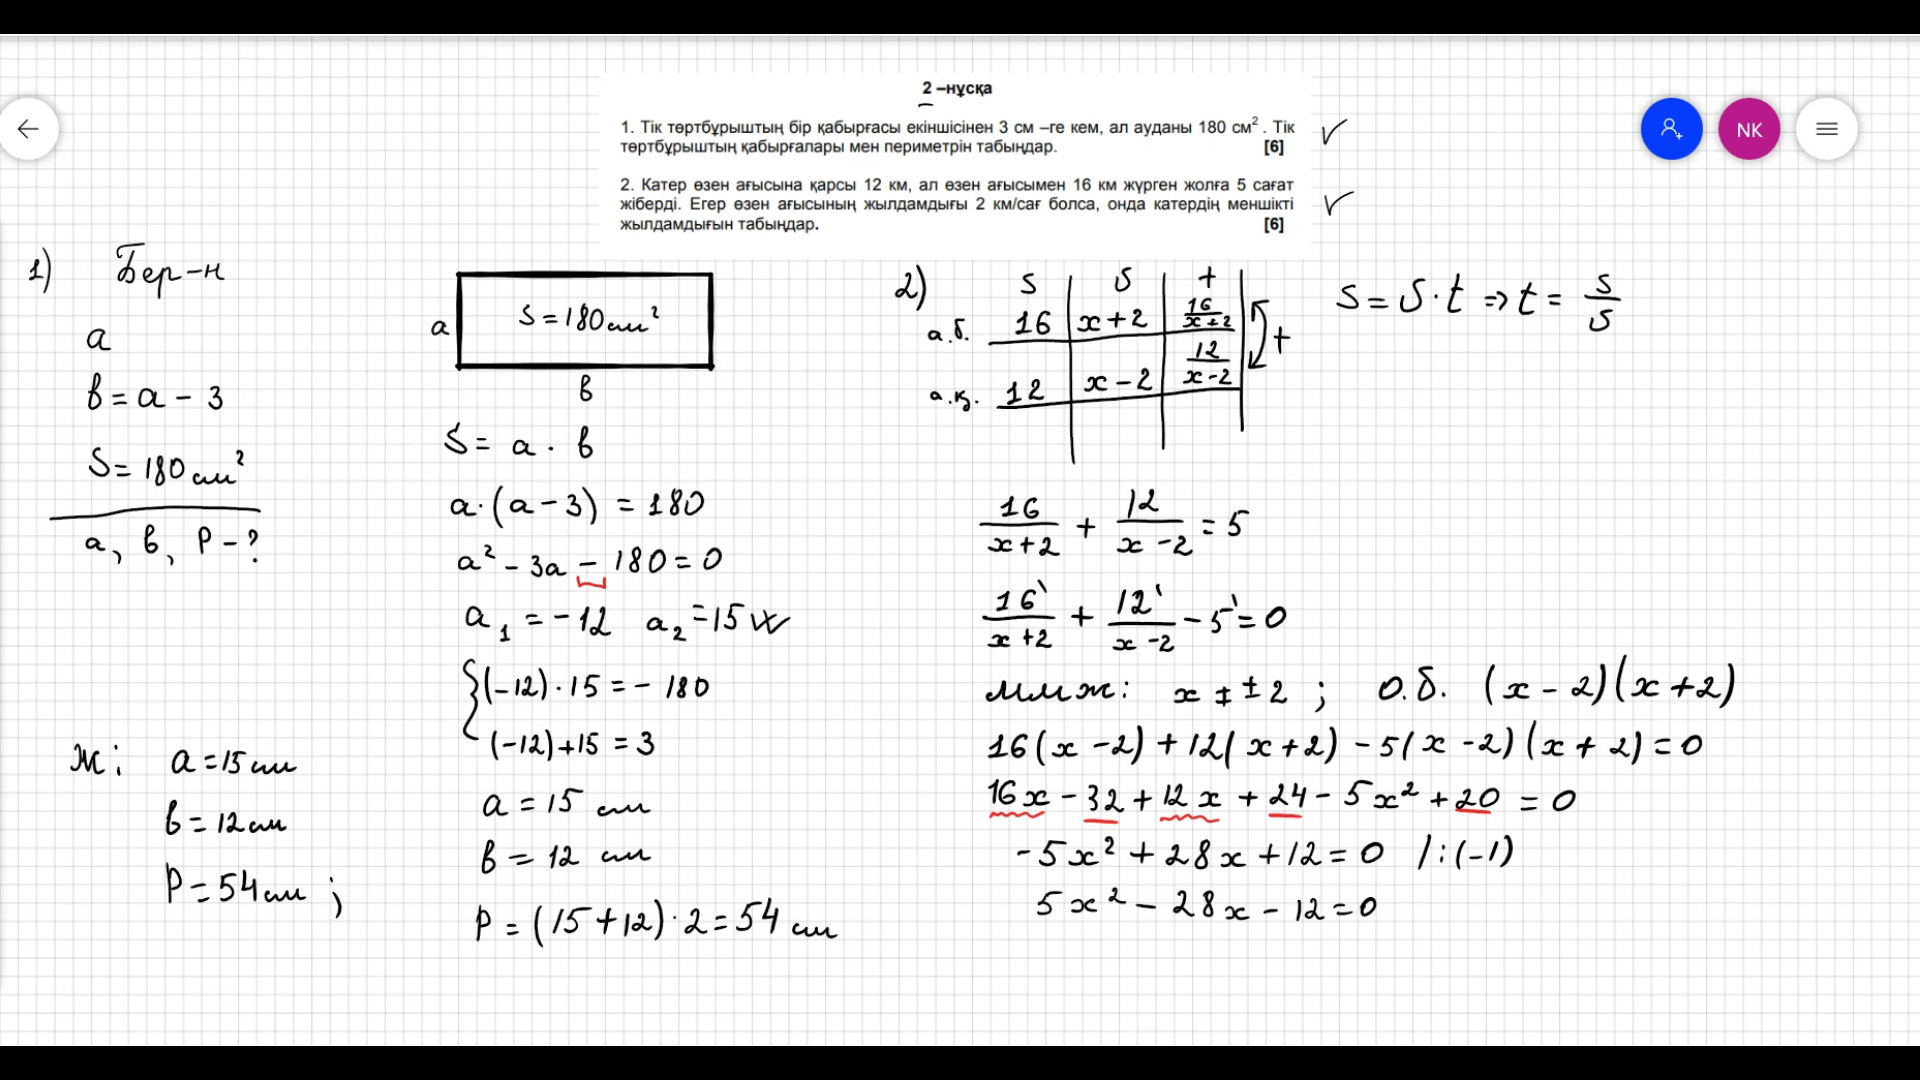 2 –нұсқа
1. Тік төртбұрыштың бір қабырғасы екіншісінен 3 см –ге кем, ал ауданы 180 см² . Тік
төртбұрыштың қабырғалары мен периметрін табыңдар. [6]
2. Катер өзен ағысына қарсы 12 км, ал өзен ағысымен 16 км жүрген жолға 5 сағат
жіберді. Егер өзен ағысының жылдамдығы 2 км/сағ болса, онда катердің меншікті
жылдамдығын табыңдар. [6]
NK
1) Бер-н
a
в = a - 3
S = 180 см²
a, в, P - ?
Ж: a = 15 см
в = 12 см
P = 54 см ;
a
S = 180 см²
в
S = a · в
a · (a - 3) = 180
a² - 3a - 180 = 0
a₁ = -12 a₂ = 15
(-12) · 15 = - 180
(-12) + 15 = 3
a = 15 см
в = 12 см
P = (15 + 12) · 2 = 54 см
2) S υ t
а.б. 16 x + 2 16/(x + 2)
а.қ. 12 x - 2 12/(x - 2)
+
S = υ · t ⇒ t = S/υ
16/(x + 2) + 12/(x - 2) = 5
16/(x + 2) + 12/(x - 2) - 5 = 0
ММЖ: x ≠ ± 2 ; О.б. (x - 2)(x + 2)
16(x - 2) + 12(x + 2) - 5(x - 2)(x + 2) = 0
16x - 32 + 12x + 24 - 5x² + 20 = 0
-5x² + 28x + 12 = 0 /:(-1)
5x² - 28x - 12 = 0